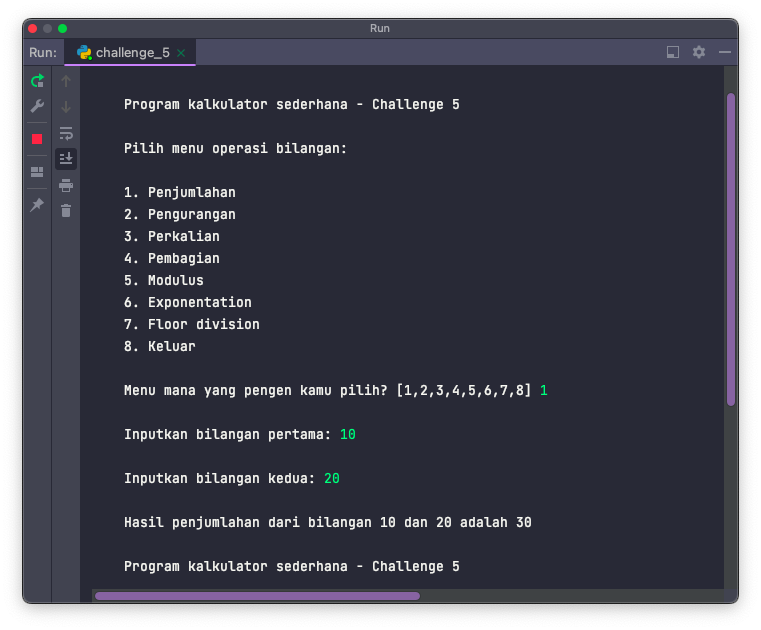 Run
Run:
challenge_5
Program kalkulator sederhana - Challenge 5
Pilih menu operasi bilangan:
1. Penjumlahan
2. Pengurangan
3. Perkalian
4. Pembagian
5. Modulus
6. Exponentation
7. Floor division
8. Keluar
Menu mana yang pengen kamu pilih? [1,2,3,4,5,6,7,8] 1
Inputkan bilangan pertama: 10
Inputkan bilangan kedua: 20
Hasil penjumlahan dari bilangan 10 dan 20 adalah 30
Program kalkulator sederhana - Challenge 5